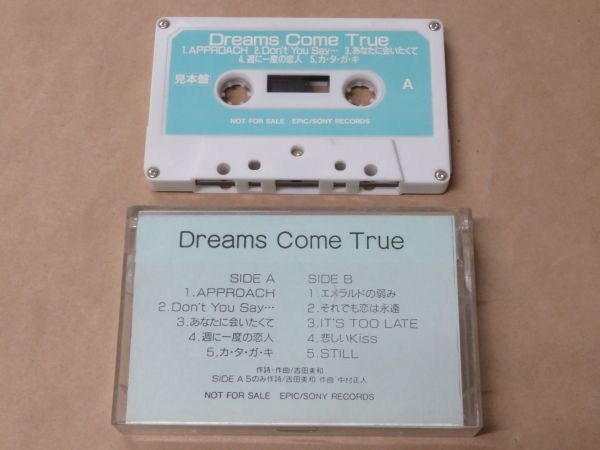 Dreams Come True
1.APPROACH 2.Don't You Say… 3.あなたに会いたくて
4.週に一度の恋人 5.カ・タ・ガ・キ
見本盤
A
NOT FOR SALE EPIC/SONY RECORDS
Dreams Come True
SIDE A
1.APPROACH
2.Don't You Say…
3.あなたに会いたくて
4.週に一度の恋人
5.カ・タ・ガ・キ
SIDE B
1.エメラルドの弱み
2.それでも恋は永遠
3.IT'S TOO LATE
4.悲しいKiss
5.STILL
作詩・作曲/吉田美和
SIDE A 5のみ作詩/吉田美和 作曲 中村正人
NOT FOR SALE EPIC/SONY RECORDS